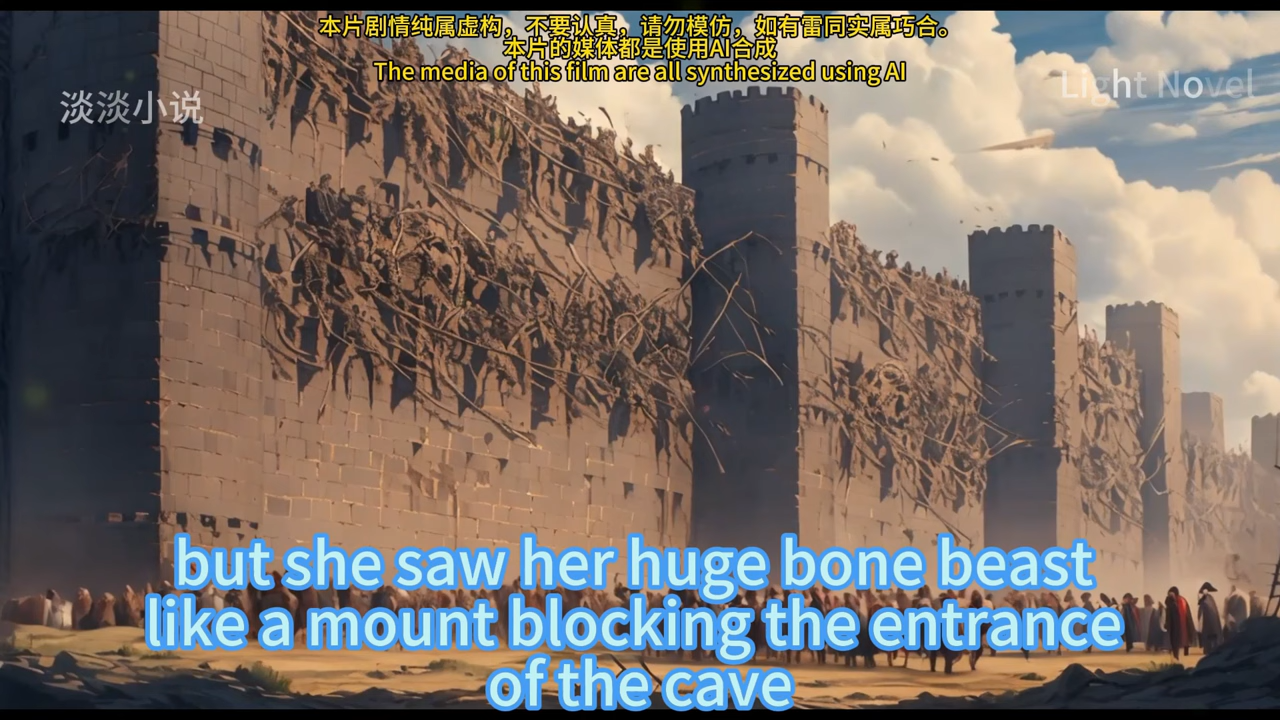 本片剧情纯属虚构，不要认真，请勿模仿，如有雷同实属巧合。
本片的媒体都是使用AI合成
The media of this film are all synthesized using AI
淡淡小说
Light Novel
but she saw her huge bone beast
like a mount blocking the entrance
of the cave